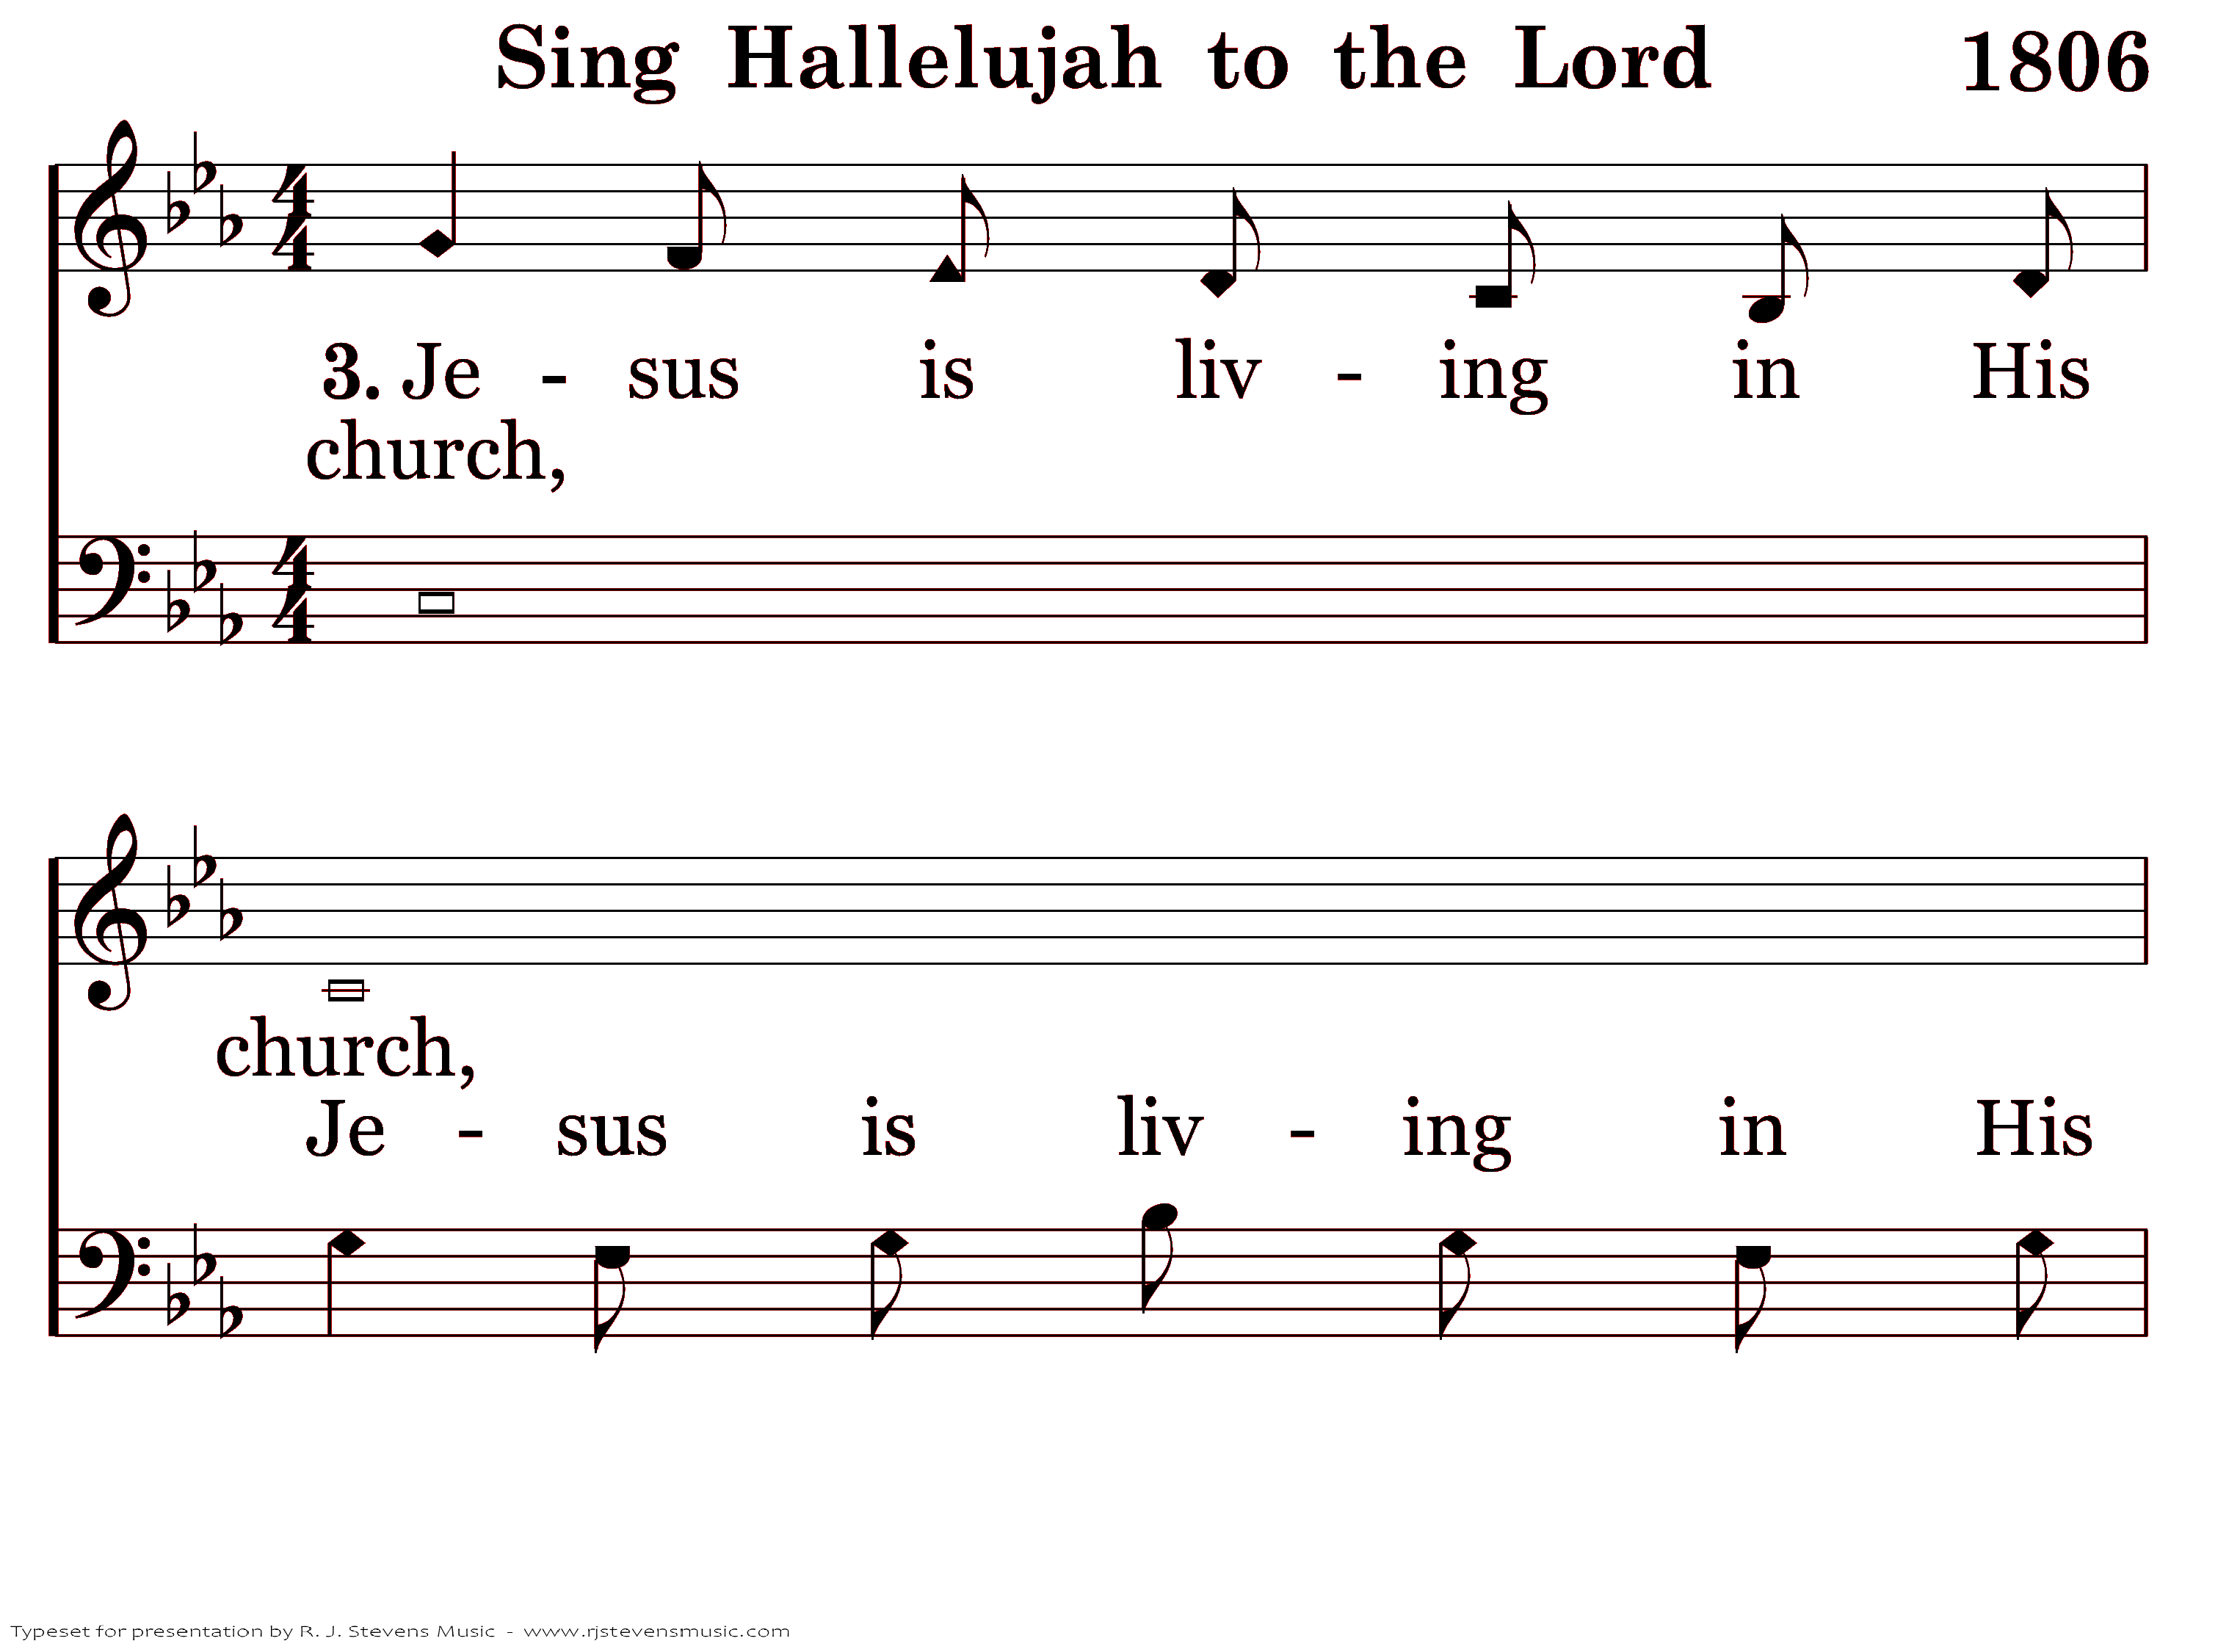 Sing Hallelujah to the Lord 1806
3. Je - sus is liv - ing in His
church,
church,
Je - sus is liv - ing in His
Typeset for presentation by R. J. Stevens Music - www.rjstevensmusic.com